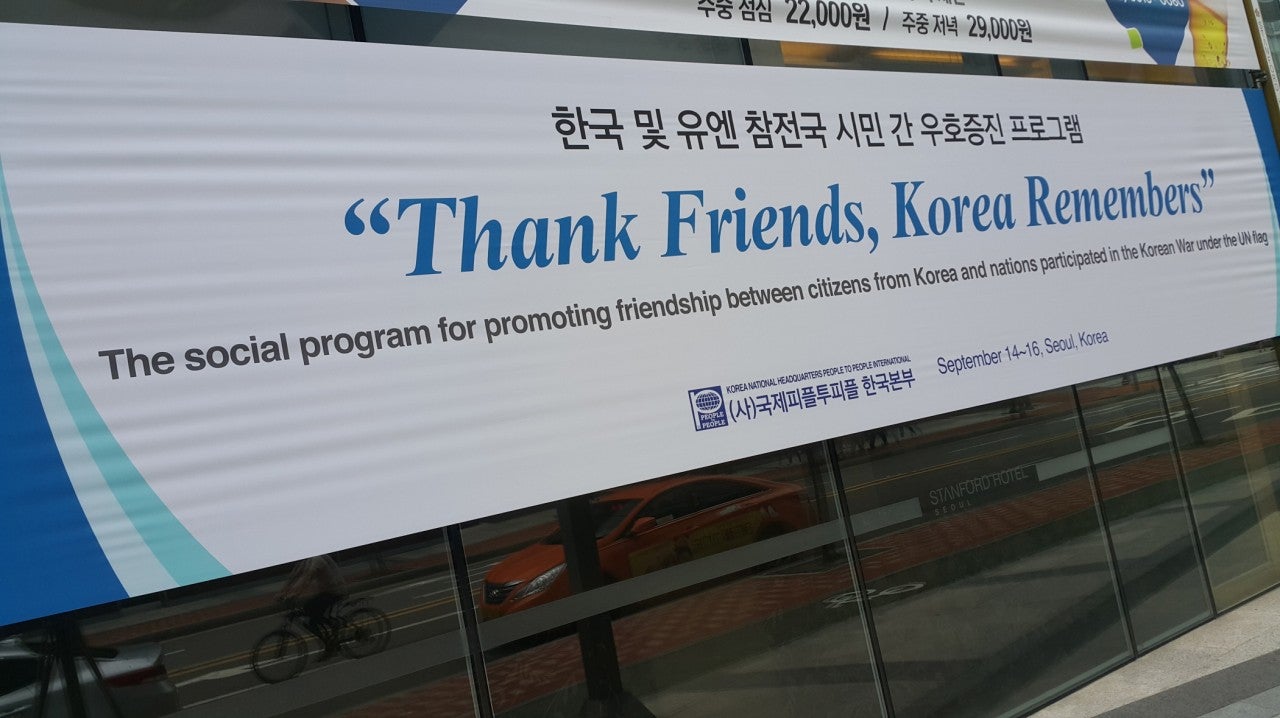 주중 점심 22,000원 / 주중 저녁 29,000원
한국 및 유엔 참전국 시민 간 우호증진 프로그램
“Thank Friends, Korea Remembers”
The social program for promoting friendship between citizens from Korea and nations participated in the Korean War under the UN flag
PEOPLE TO PEOPLE
KOREA NATIONAL HEADQUARTERS PEOPLE TO PEOPLE INTERNATIONAL
(사)국제피플투피플 한국본부
September 14~16, Seoul, Korea
STANFORD HOTEL
SEOUL